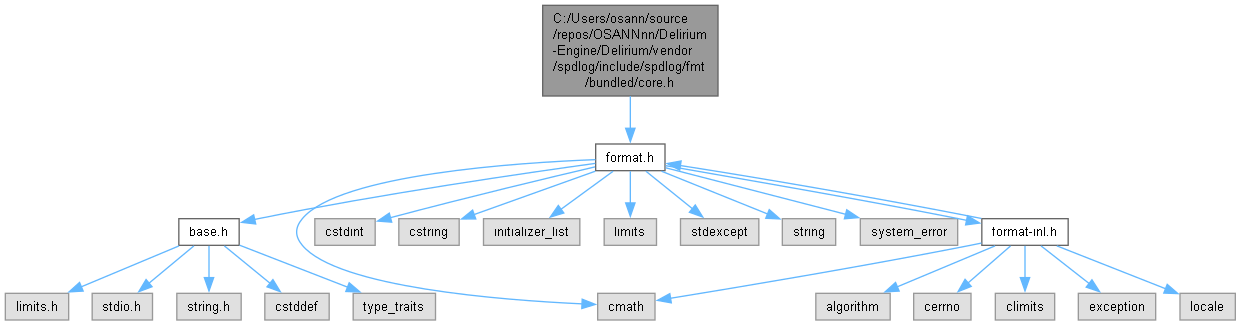 C:/Users/osann/source
/repos/OSANNnn/Delirium
-Engine/Delirium/vendor
/spdlog/include/spdlog/fmt
/bundled/core.h
format.h
base.h
cstdint
cstring
initializer_list
limits
stdexcept
string
system_error
format-inl.h
limits.h
stdio.h
string.h
cstddef
type_traits
cmath
algorithm
cerrno
climits
exception
locale